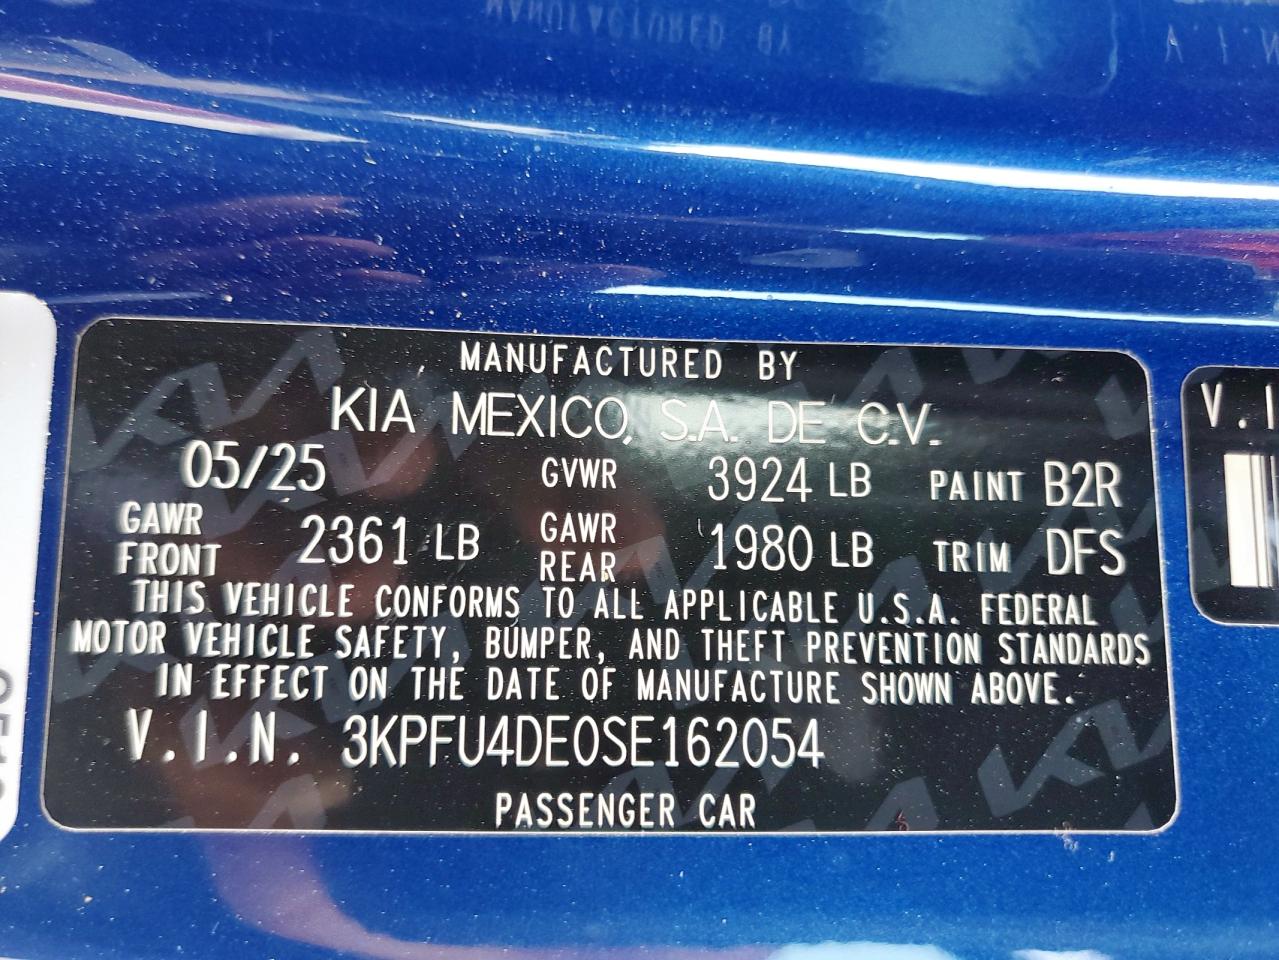 MANUFACTURED BY
KIA MEXICO, S.A. DE C.V.
05/25 GVWR 3924 LB PAINT B2R
GAWR FRONT 2361 LB GAWR REAR 1980 LB TRIM DFS
THIS VEHICLE CONFORMS TO ALL APPLICABLE U.S.A. FEDERAL
MOTOR VEHICLE SAFETY, BUMPER, AND THEFT PREVENTION STANDARDS
IN EFFECT ON THE DATE OF MANUFACTURE SHOWN ABOVE.
V.I.N. 3KPFU4DE0SE162054
PASSENGER CAR
V.I